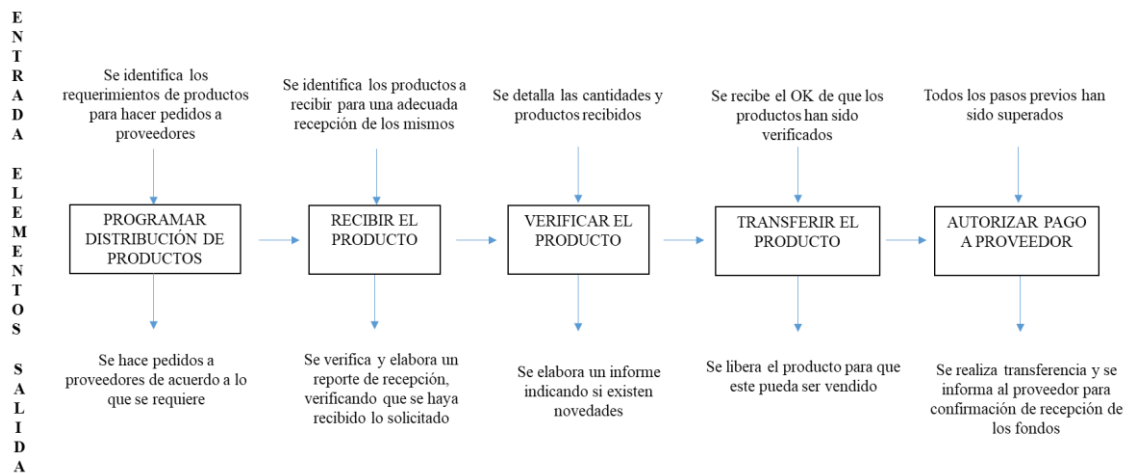 ENTRADA
Se identifica los
requerimientos de productos
para hacer pedidos a
proveedores
Se identifica los productos a
recibir para una adecuada
recepción de los mismos
Se detalla las cantidades y
productos recibidos
Se recibe el OK de que los
productos han sido
verificados
Todos los pasos previos han
sido superados
ELEMENTOS
PROGRAMAR
DISTRIBUCIÓN DE
PRODUCTOS
RECIBIR EL
PRODUCTO
VERIFICAR EL
PRODUCTO
TRANSFERIR EL
PRODUCTO
AUTORIZAR PAGO
A PROVEEDOR
SALIDA
Se hace pedidos a
proveedores de acuerdo a lo
que se requiere
Se verifica y elabora un
reporte de recepción,
verificando que se haya
recibido lo solicitado
Se elabora un informe
indicando si existen
novedades
Se libera el producto para que
este pueda ser vendido
Se realiza transferencia y se
informa al proveedor para
confirmación de recepción de
los fondos